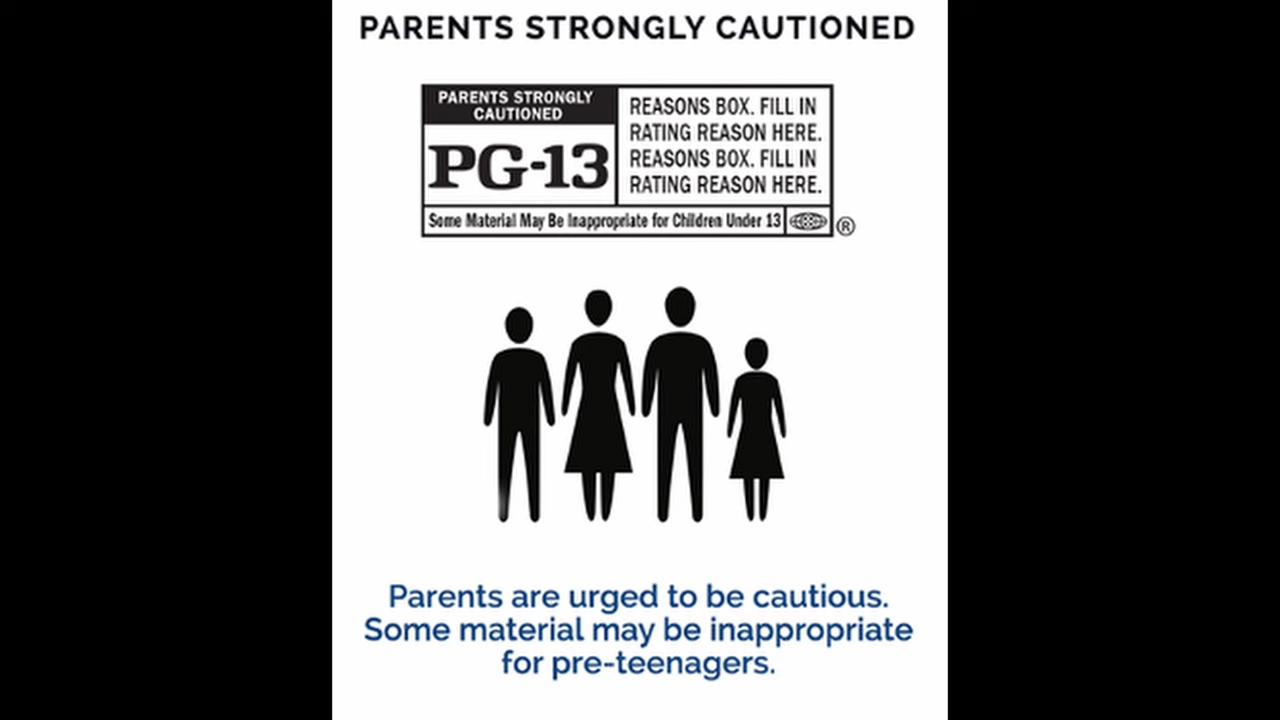 PARENTS STRONGLY CAUTIONED
PARENTS STRONGLY
CAUTIONED
PG-13
REASONS BOX. FILL IN
RATING REASON HERE.
REASONS BOX. FILL IN
RATING REASON HERE.
Some Material May Be Inappropriate for Children Under 13
®
Parents are urged to be cautious.
Some material may be inappropriate
for pre-teenagers.